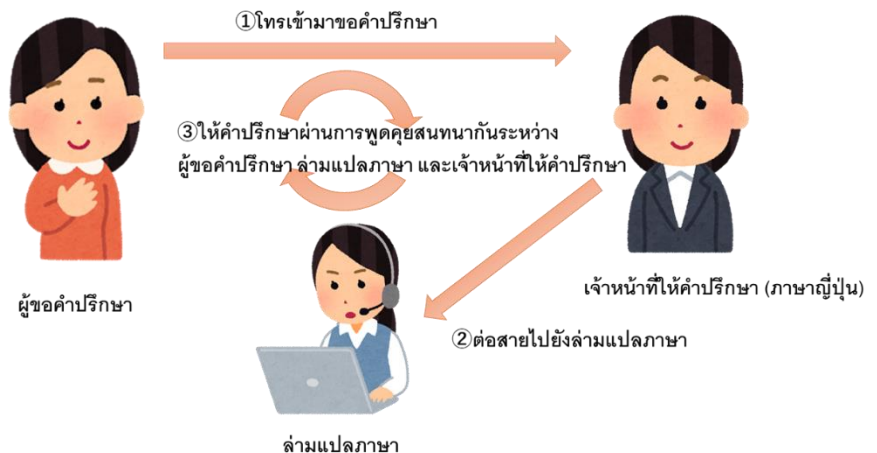 ①โทรเข้ามาขอคำปรึกษา
③ให้คำปรึกษาผ่านการพูดคุยสนทนากันระหว่าง
ผู้ขอคำปรึกษา ล่ามแปลภาษา และเจ้าหน้าที่ให้คำปรึกษา
ผู้ขอคำปรึกษา
เจ้าหน้าที่ให้คำปรึกษา (ภาษาญี่ปุ่น)
②ต่อสายไปยังล่ามแปลภาษา
ล่ามแปลภาษา